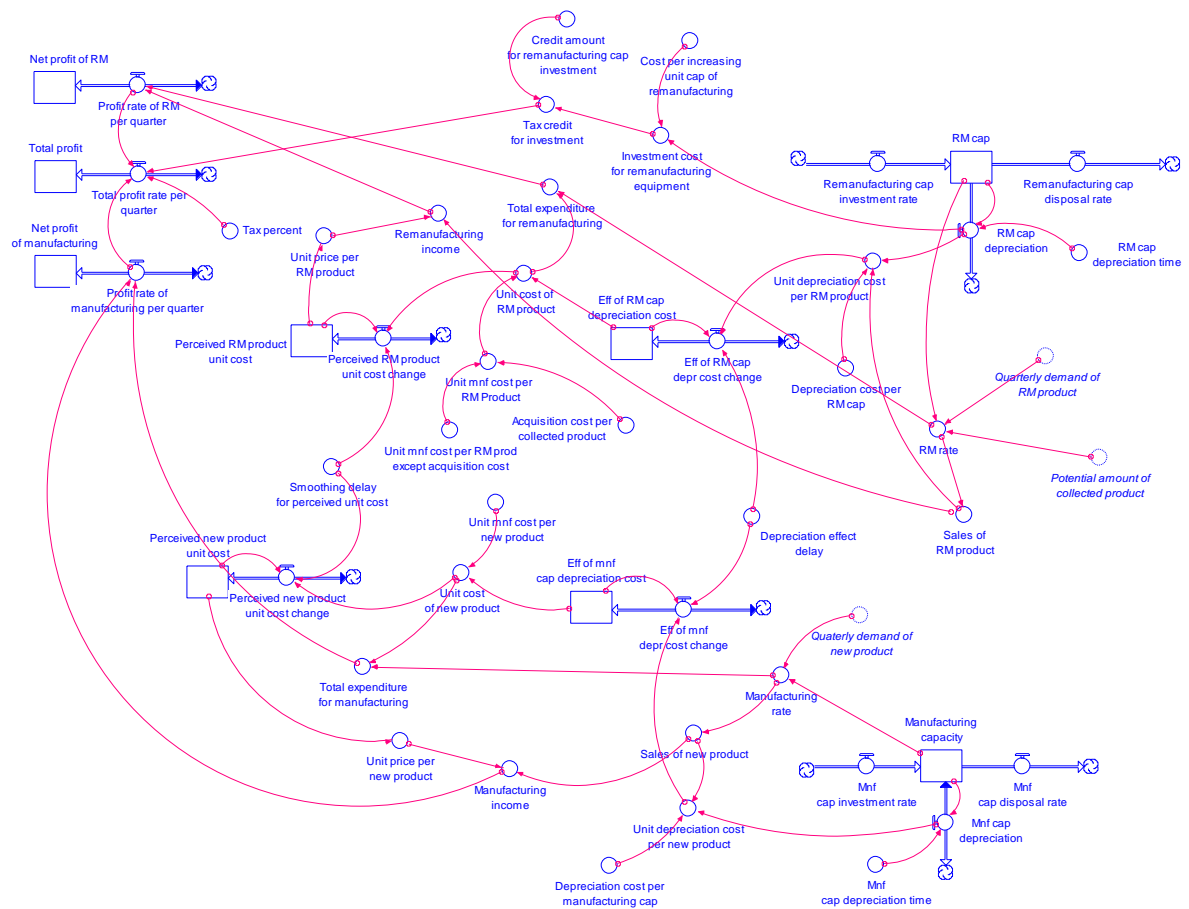 Credit amount
for remanufacturing cap
investment
Cost per increasing
unit cap of
remanufacturing
Net profit of RM
Profit rate of RM
per quarter
Tax credit
for investment
Investment cost
for remanufacturing
equipment
RM cap
Remanufacturing cap
investment rate
Remanufacturing cap
disposal rate
Total profit
Total profit rate per
quarter
Tax percent
Total expenditure
for remanufacturing
Remanufacturing
income
RM cap
depreciation
RM cap
depreciation time
Net profit
of manufacturing
Profit rate of
manufacturing per quarter
Unit price per
RM product
Unit cost of
RM product
Eff of RM cap
depreciation cost
Unit depreciation cost
per RM product
Perceived RM product
unit cost
Perceived RM product
unit cost change
Eff of RM cap
depr cost change
Unit mnf cost per
RM Product
Depreciation cost per
RM cap
Quarterly demand of
RM product
Acquisition cost per
collected product
Unit mnf cost per RM prod
except acquisition cost
RM rate
Potential amount of
collected product
Smoothing delay
for perceived unit cost
Unit mnf cost per
new product
Depreciation effect
delay
Sales of
RM product
Perceived new product
unit cost
Perceived new product
unit cost change
Unit cost
of new product
Eff of mnf
cap depreciation cost
Eff of mnf
depr cost change
Quaterly demand of
new product
Total expenditure
for manufacturing
Manufacturing
rate
Manufacturing
capacity
Unit price per
new product
Sales of new product
Manufacturing
income
Mnf
cap investment rate
Mnf
cap disposal rate
Unit depreciation cost
per new product
Mnf cap
depreciation
Depreciation cost per
manufacturing cap
Mnf
cap depreciation time